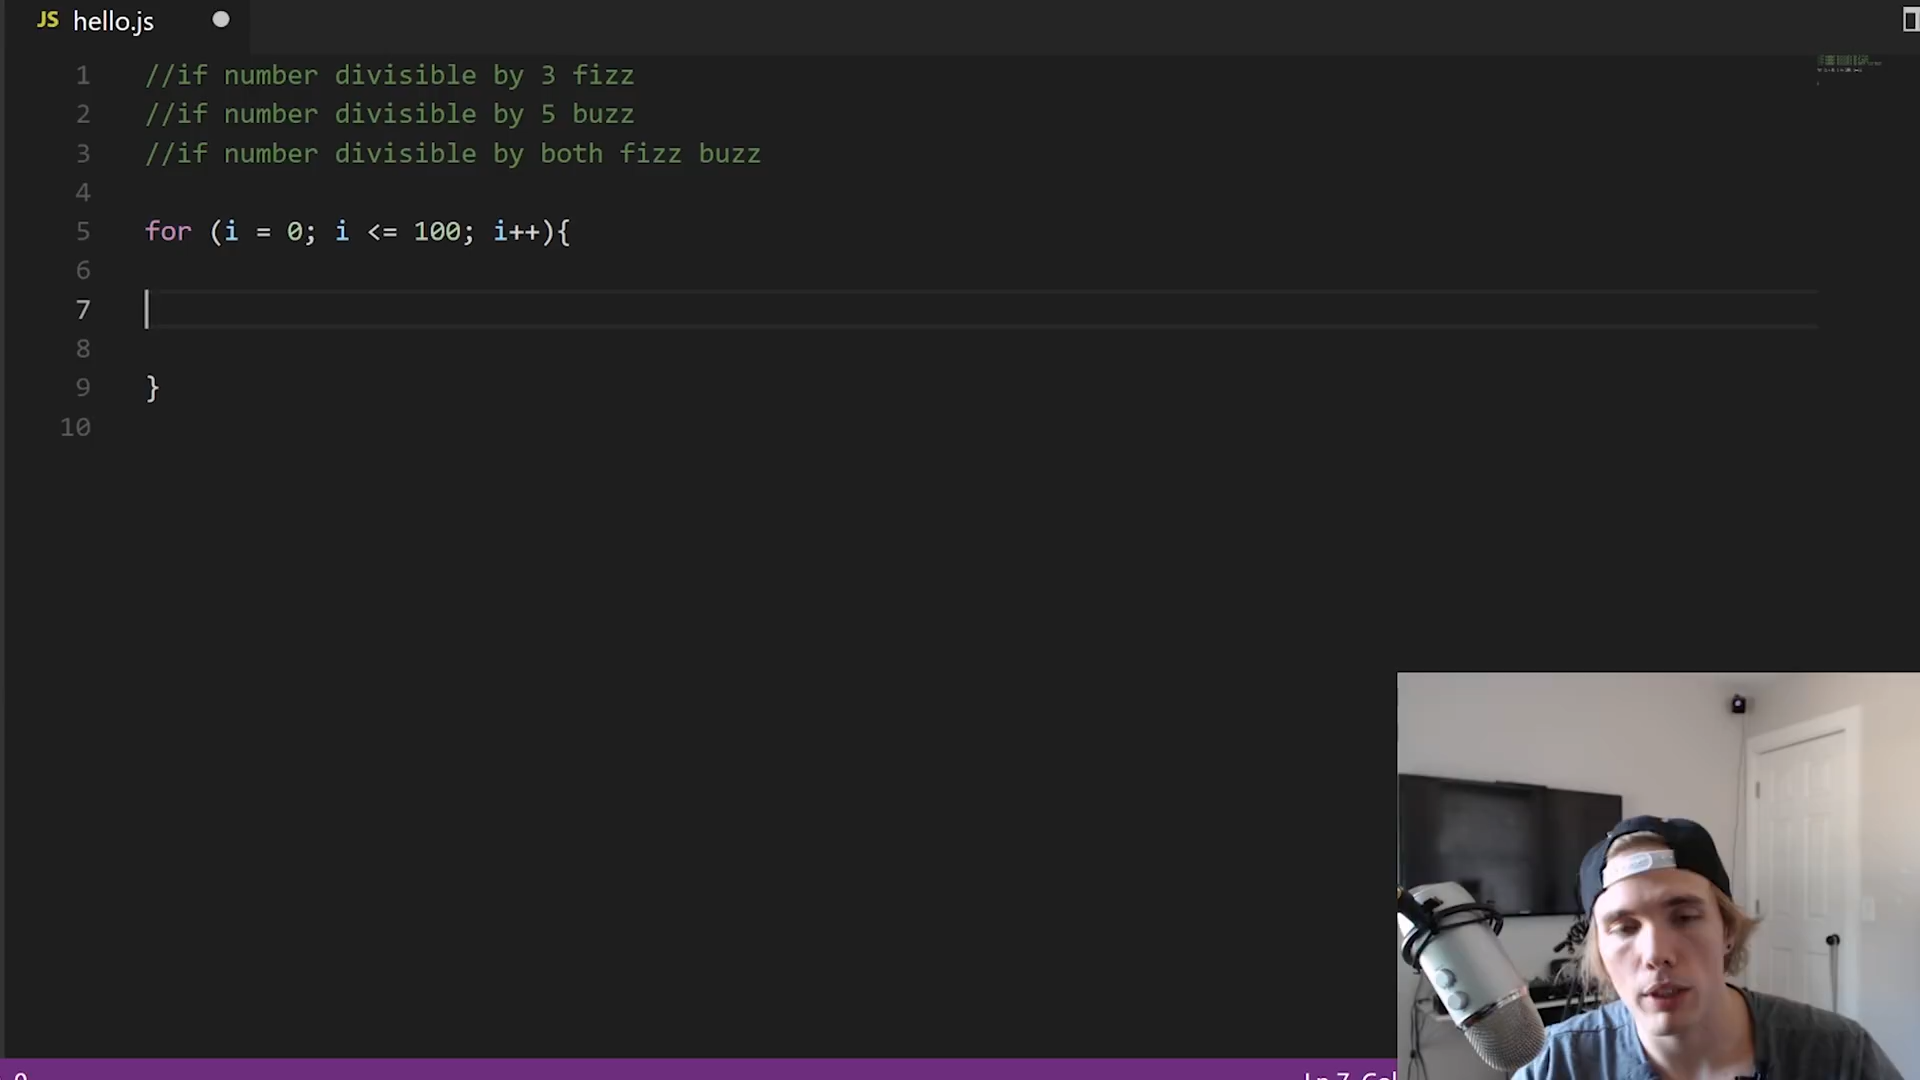 JS hello.js
1 //if number divisible by 3 fizz
2 //if number divisible by 5 buzz
3 //if number divisible by both fizz buzz
4
5 for (i = 0; i <= 100; i++){
6
7
8
9 }
10